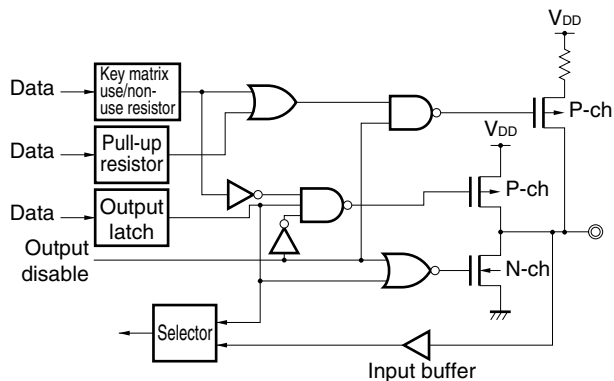 VDD
Data
Key matrix
use/non-
use resistor
P-ch
Data
Pull-up
resistor
VDD
P-ch
Data
Output
latch
Output
disable
N-ch
Selector
Input buffer